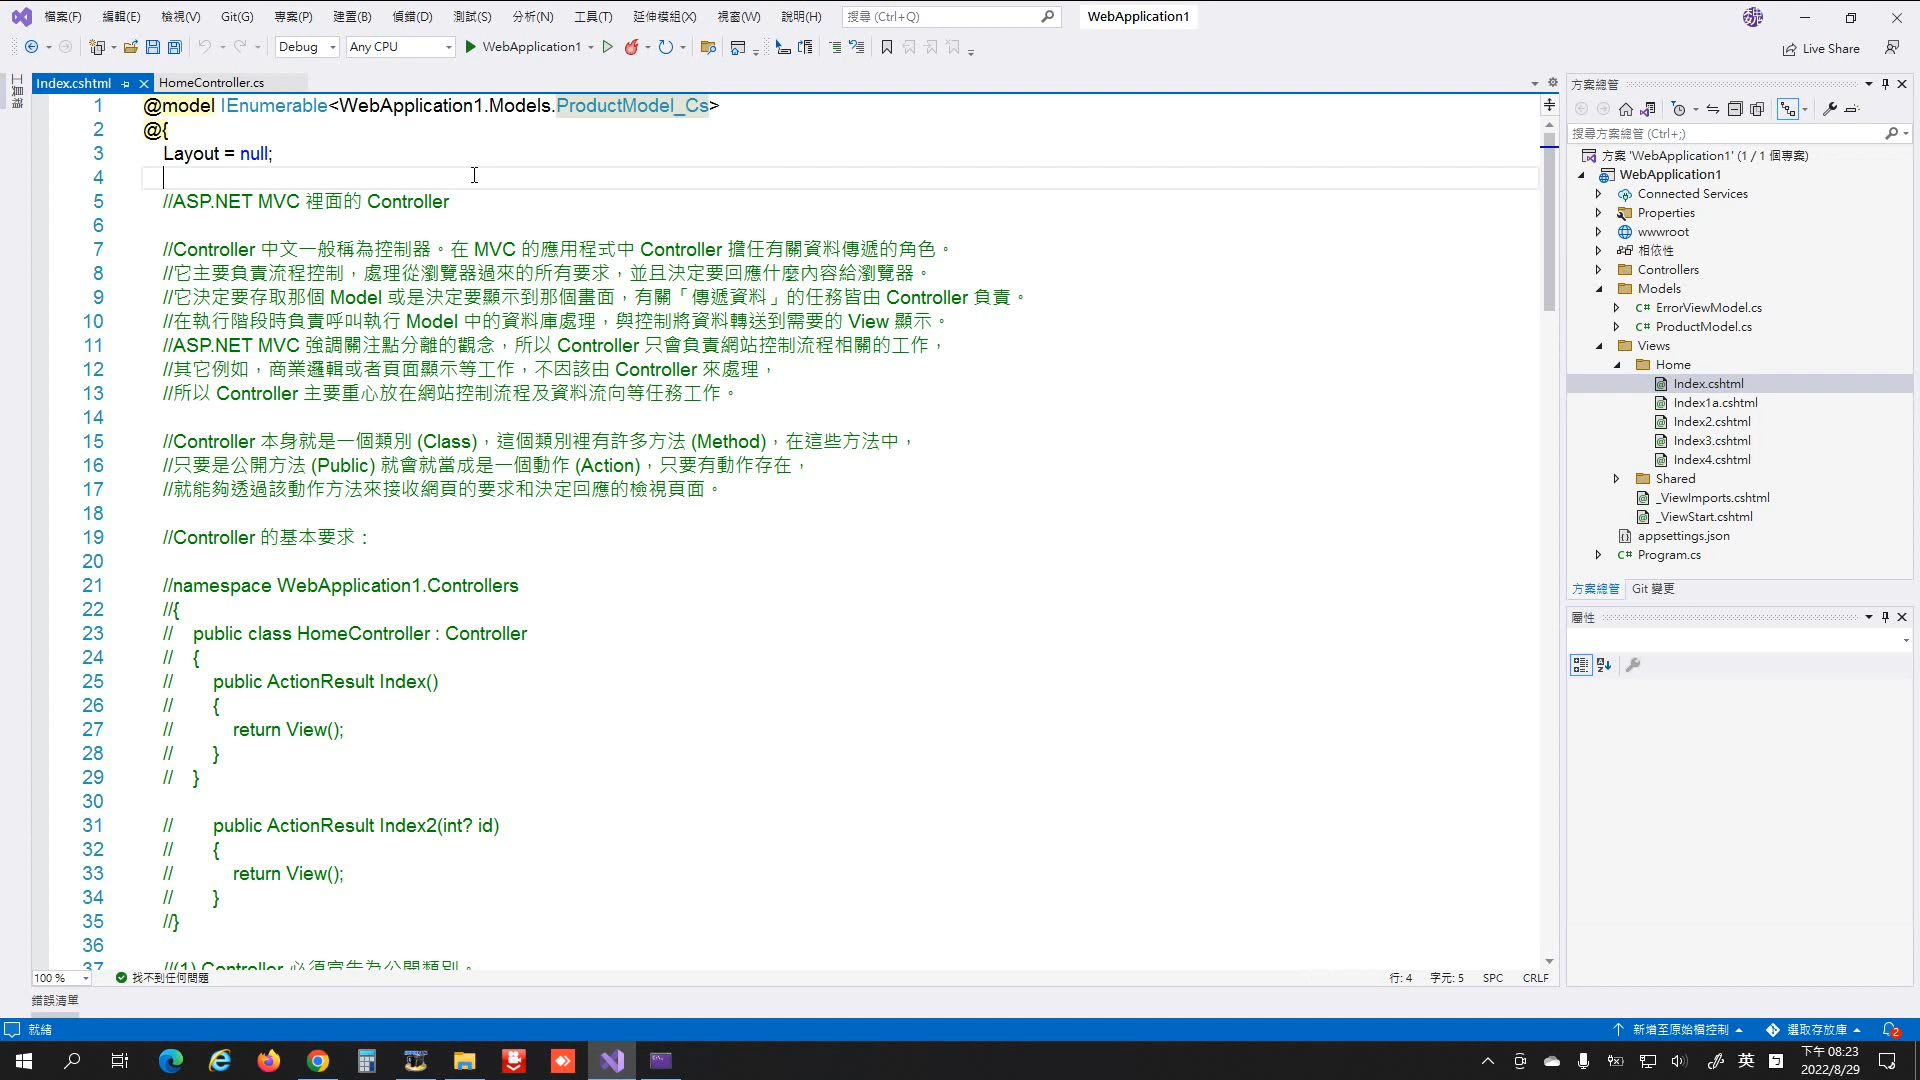 檔案(F) 編輯(E) 檢視(V) Git(G) 專案(P) 建置(B) 偵錯(D) 測試(S) 分析(N) 工具(T) 延伸模組(X) 視窗(W) 說明(H) 搜尋 (Ctrl+Q) WebApplication1
Debug Any CPU WebApplication1 Live Share
工具箱
Index.cshtml HomeController.cs
1 @model IEnumerable<WebApplication1.Models.ProductModel_Cs>
2 @{
3 Layout = null;
4
5 //ASP.NET MVC 裡面的 Controller
6
7 //Controller 中文一般稱為控制器。在 MVC 的應用程式中 Controller 擔任有關資料傳遞的角色。
8 //它主要負責流程控制，處理從瀏覽器過來的所有要求，並且決定要回應什麼內容給瀏覽器。
9 //它決定要存取那個 Model 或是決定要顯示到那個畫面，有關「傳遞資料」的任務皆由 Controller 負責。
10 //在執行階段時負責呼叫執行 Model 中的資料庫處理，與控制將資料轉送到需要的 View 顯示。
11 //ASP.NET MVC 強調關注點分離的觀念，所以 Controller 只會負責網站控制流程相關的工作，
12 //其它例如，商業邏輯或者頁面顯示等工作，不因該由 Controller 來處理，
13 //所以 Controller 主要重心放在網站控制流程及資料流向等任務工作。
14
15 //Controller 本身就是一個類別 (Class)，這個類別裡有許多方法 (Method)，在這些方法中，
16 //只要是公開方法 (Public) 就會就當成是一個動作 (Action)，只要有動作存在，
17 //就能夠透過該動作方法來接收網頁的要求和決定回應的檢視頁面。
18
19 //Controller 的基本要求：
20
21 //namespace WebApplication1.Controllers
22 //{
23 // public class HomeController : Controller
24 // {
25 // public ActionResult Index()
26 // {
27 // return View();
28 // }
29 // }
30
31 // public ActionResult Index2(int? id)
32 // {
33 // return View();
34 // }
35 //}
36
37 //(1) Controller 必須宣告為公開類別。
100 % 找不到任何問題 行: 4 字元: 5 SPC CRLF
錯誤清單
方案總管
搜尋方案總管 (Ctrl+;)
方案 'WebApplication1' (1 / 1 個專案)
WebApplication1
Connected Services
Properties
wwwroot
相依性
Controllers
Models
C# ErrorViewModel.cs
C# ProductModel.cs
Views
Home
Index.cshtml
Index1a.cshtml
Index2.cshtml
Index3.cshtml
Index4.cshtml
Shared
_ViewImports.cshtml
_ViewStart.cshtml
appsettings.json
C# Program.cs
方案總管 Git 變更
屬性
就緒 新增至原始檔控制 選取存放庫 2
英 下午 08:23
2022/8/29